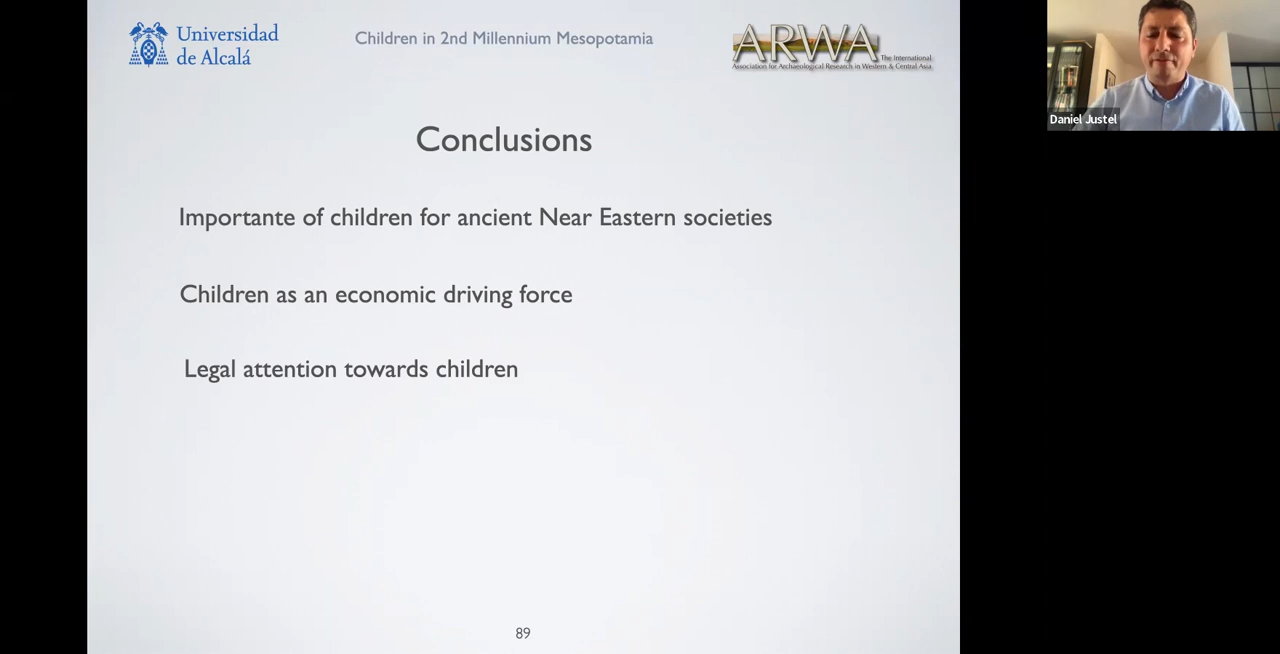 Universidad
de Alcalá
Children in 2nd Millennium Mesopotamia
ARWA
The International
Association for Archaeological Research in Western & Central Asia
Daniel Justel
Conclusions
Importante of children for ancient Near Eastern societies
Children as an economic driving force
Legal attention towards children
89